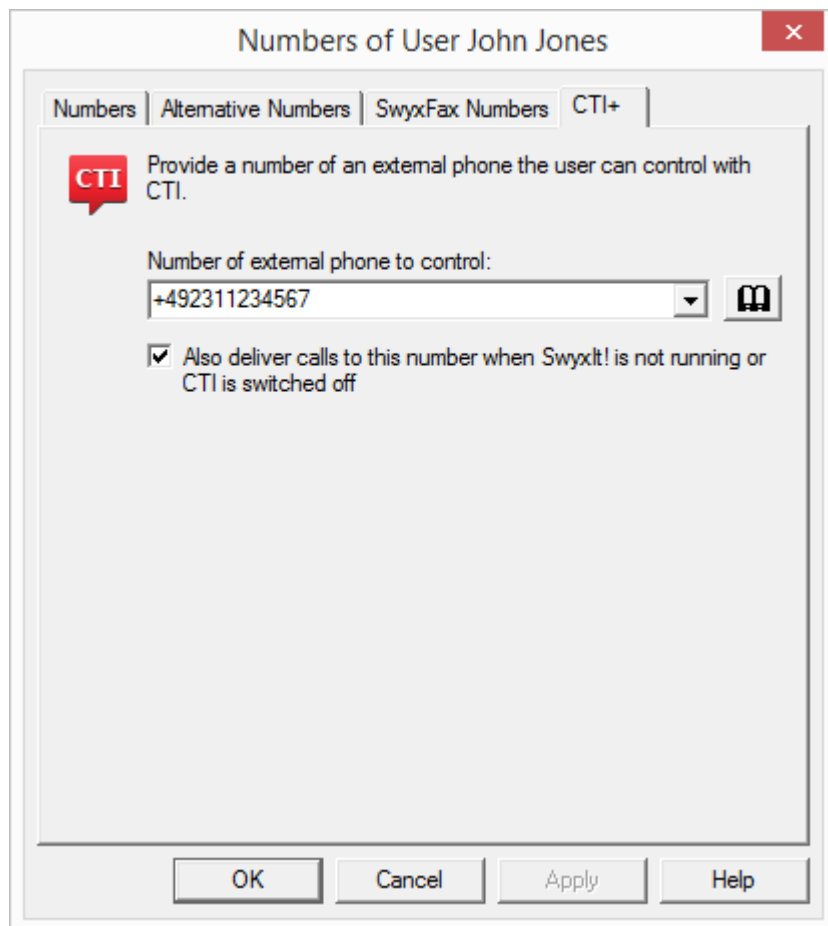 Numbers of User John Jones
Numbers
Alternative Numbers
SwyxFax Numbers
CTI+
CTI
Provide a number of an external phone the user can control with
CTI.
Number of external phone to control:
+492311234567
Also deliver calls to this number when SwyxIt! is not running or
CTI is switched off
OK
Cancel
Apply
Help